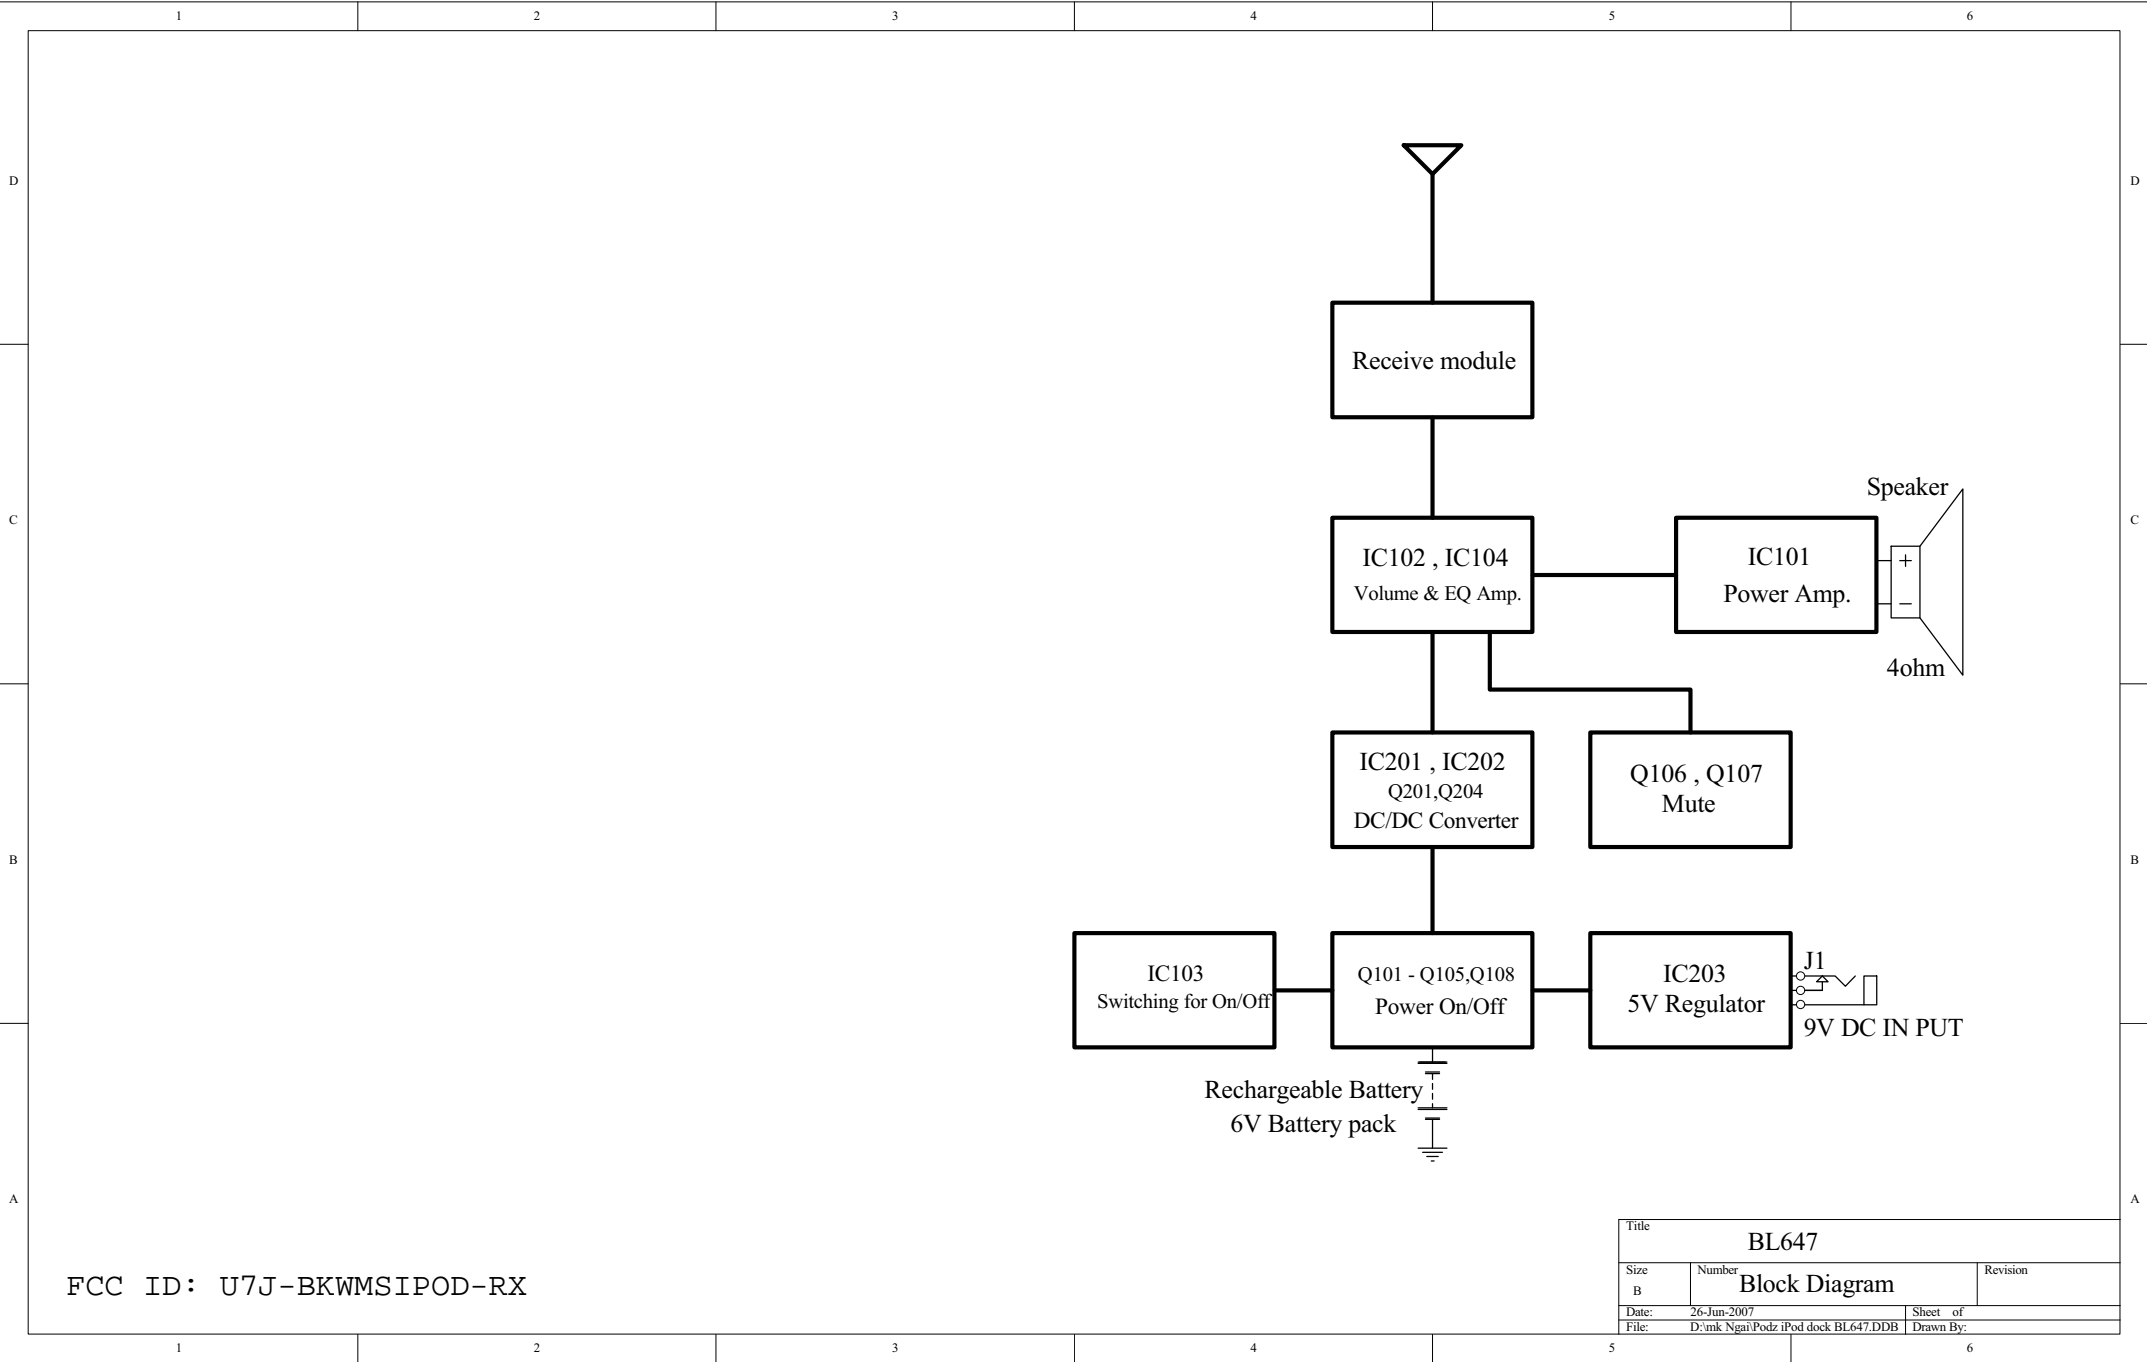 1 2 3 4 5 6
D D
Receive module
C C
Speaker
IC102 , IC104
Volume & EQ Amp.
IC101
Power Amp.
+
−
4ohm
IC201 , IC202
Q201,Q204
DC/DC Converter
Q106 , Q107
Mute
B B
IC103
Switching for On/Off
Q101 - Q105,Q108
Power On/Off
IC203
5V Regulator
J1
9V DC IN PUT
Rechargeable Battery
6V Battery pack
A A
FCC ID: U7J-BKWMSIPOD-RX
Title
BL647
Size
B
Number
Block Diagram
Revision
Date: 26-Jun-2007 Sheet of
File: D:\mk Ngai\Podz iPod dock BL647.DDB Drawn By:
1 2 3 4 5 6